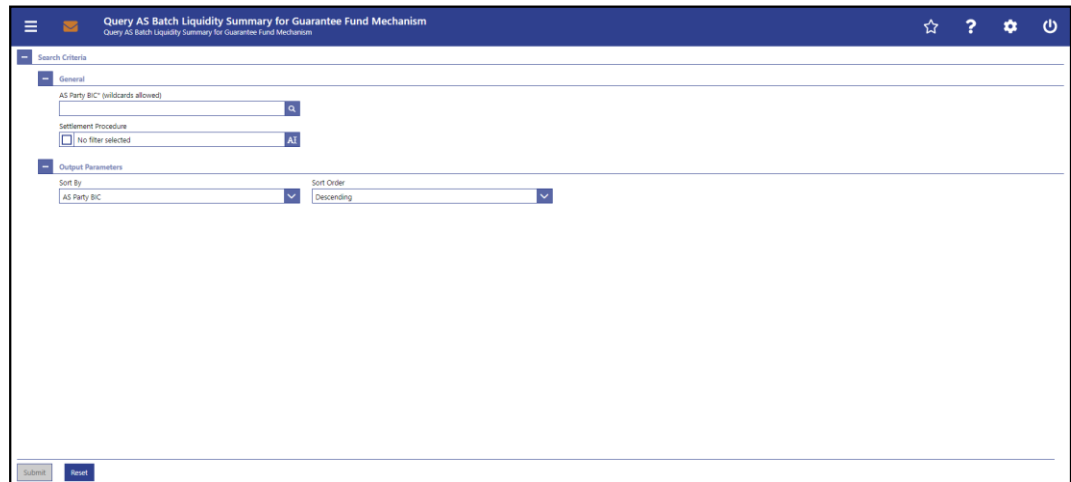 Query AS Batch Liquidity Summary for Guarantee Fund Mechanism
Query AS Batch Liquidity Summary for Guarantee Fund Mechanism
Search Criteria
General
AS Party BIC* (wildcards allowed)
Settlement Procedure
No filter selected
Output Parameters
Sort By Sort Order
AS Party BIC Descending
Submit Reset